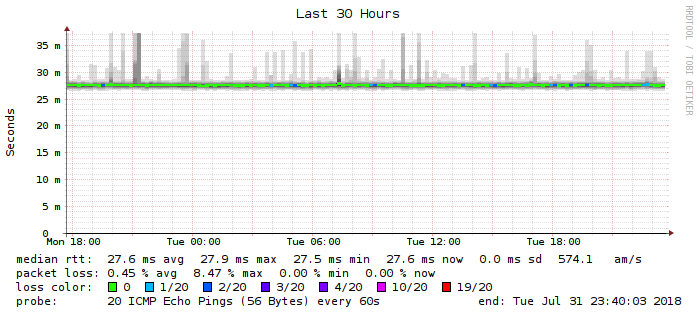 Last 30 Hours
RRDTOOL / TOBI OETIKER
Seconds
35 m
30 m
25 m
20 m
15 m
10 m
5 m
0
Mon 18:00 Tue 00:00 Tue 06:00 Tue 12:00 Tue 18:00
median rtt: 27.6 ms avg 27.9 ms max 27.5 ms min 27.6 ms now 0.0 ms sd 574.1 am/s
packet loss: 0.45 % avg 8.47 % max 0.00 % min 0.00 % now
loss color: 0 1/20 2/20 3/20 4/20 10/20 19/20
probe: 20 ICMP Echo Pings (56 Bytes) every 60s end: Tue Jul 31 23:40:03 2018